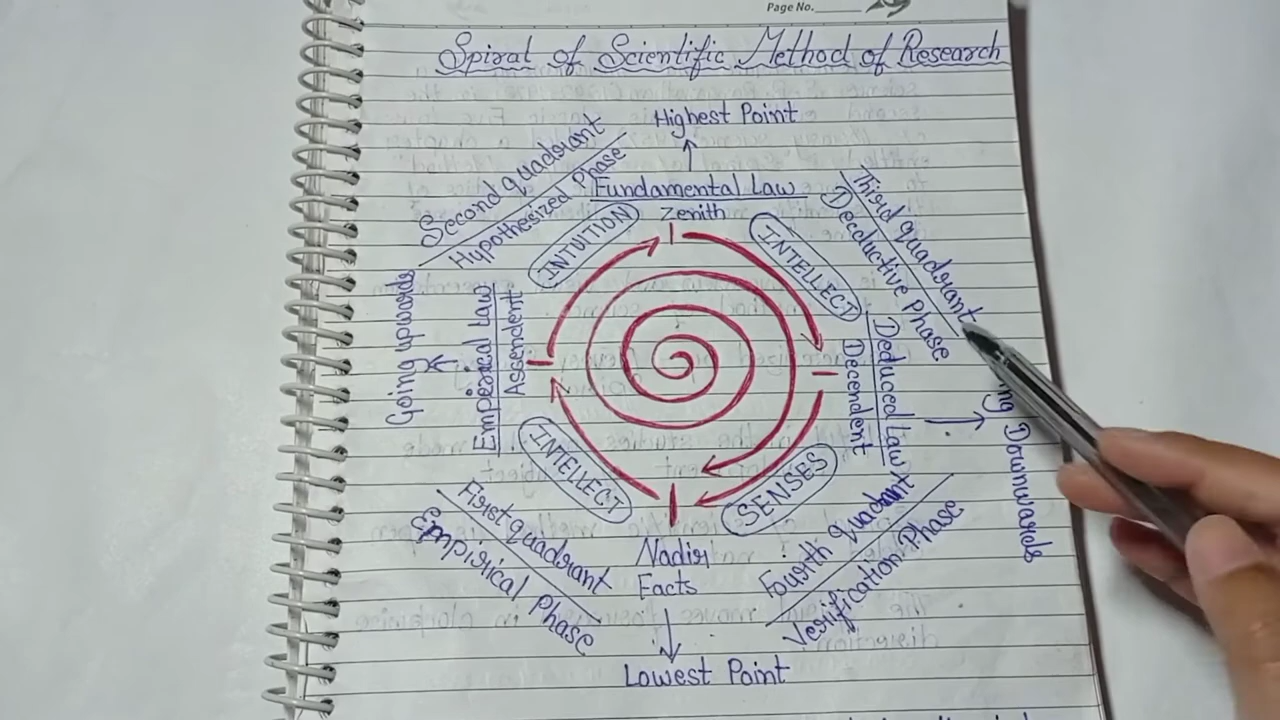 Page No.
Spiral of Scientific Method of Research
Highest Point
Fundamental Law
Zenith
Second quadrant
Hypothesized Phase
INTUITION
INTELLECT
Third quadrant
Deductive Phase
Going upwards
Empirical Law
Assendent
Decendent
Deduced Law
ng Downwards
INTELLECT
SENSES
First quadrant
Empirical Phase
Nadir
Facts
Fourth quadrant
Verification Phase
Lowest Point